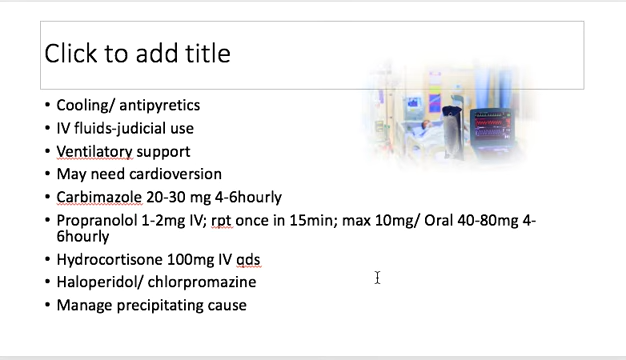 Click to add title
• Cooling/ antipyretics
• IV fluids-judicial use
• Ventilatory support
• May need cardioversion
• Carbimazole 20-30 mg 4-6hourly
• Propranolol 1-2mg IV; rpt once in 15min; max 10mg/ Oral 40-80mg 4-
6hourly
• Hydrocortisone 100mg IV qds
• Haloperidol/ chlorpromazine
• Manage precipitating cause